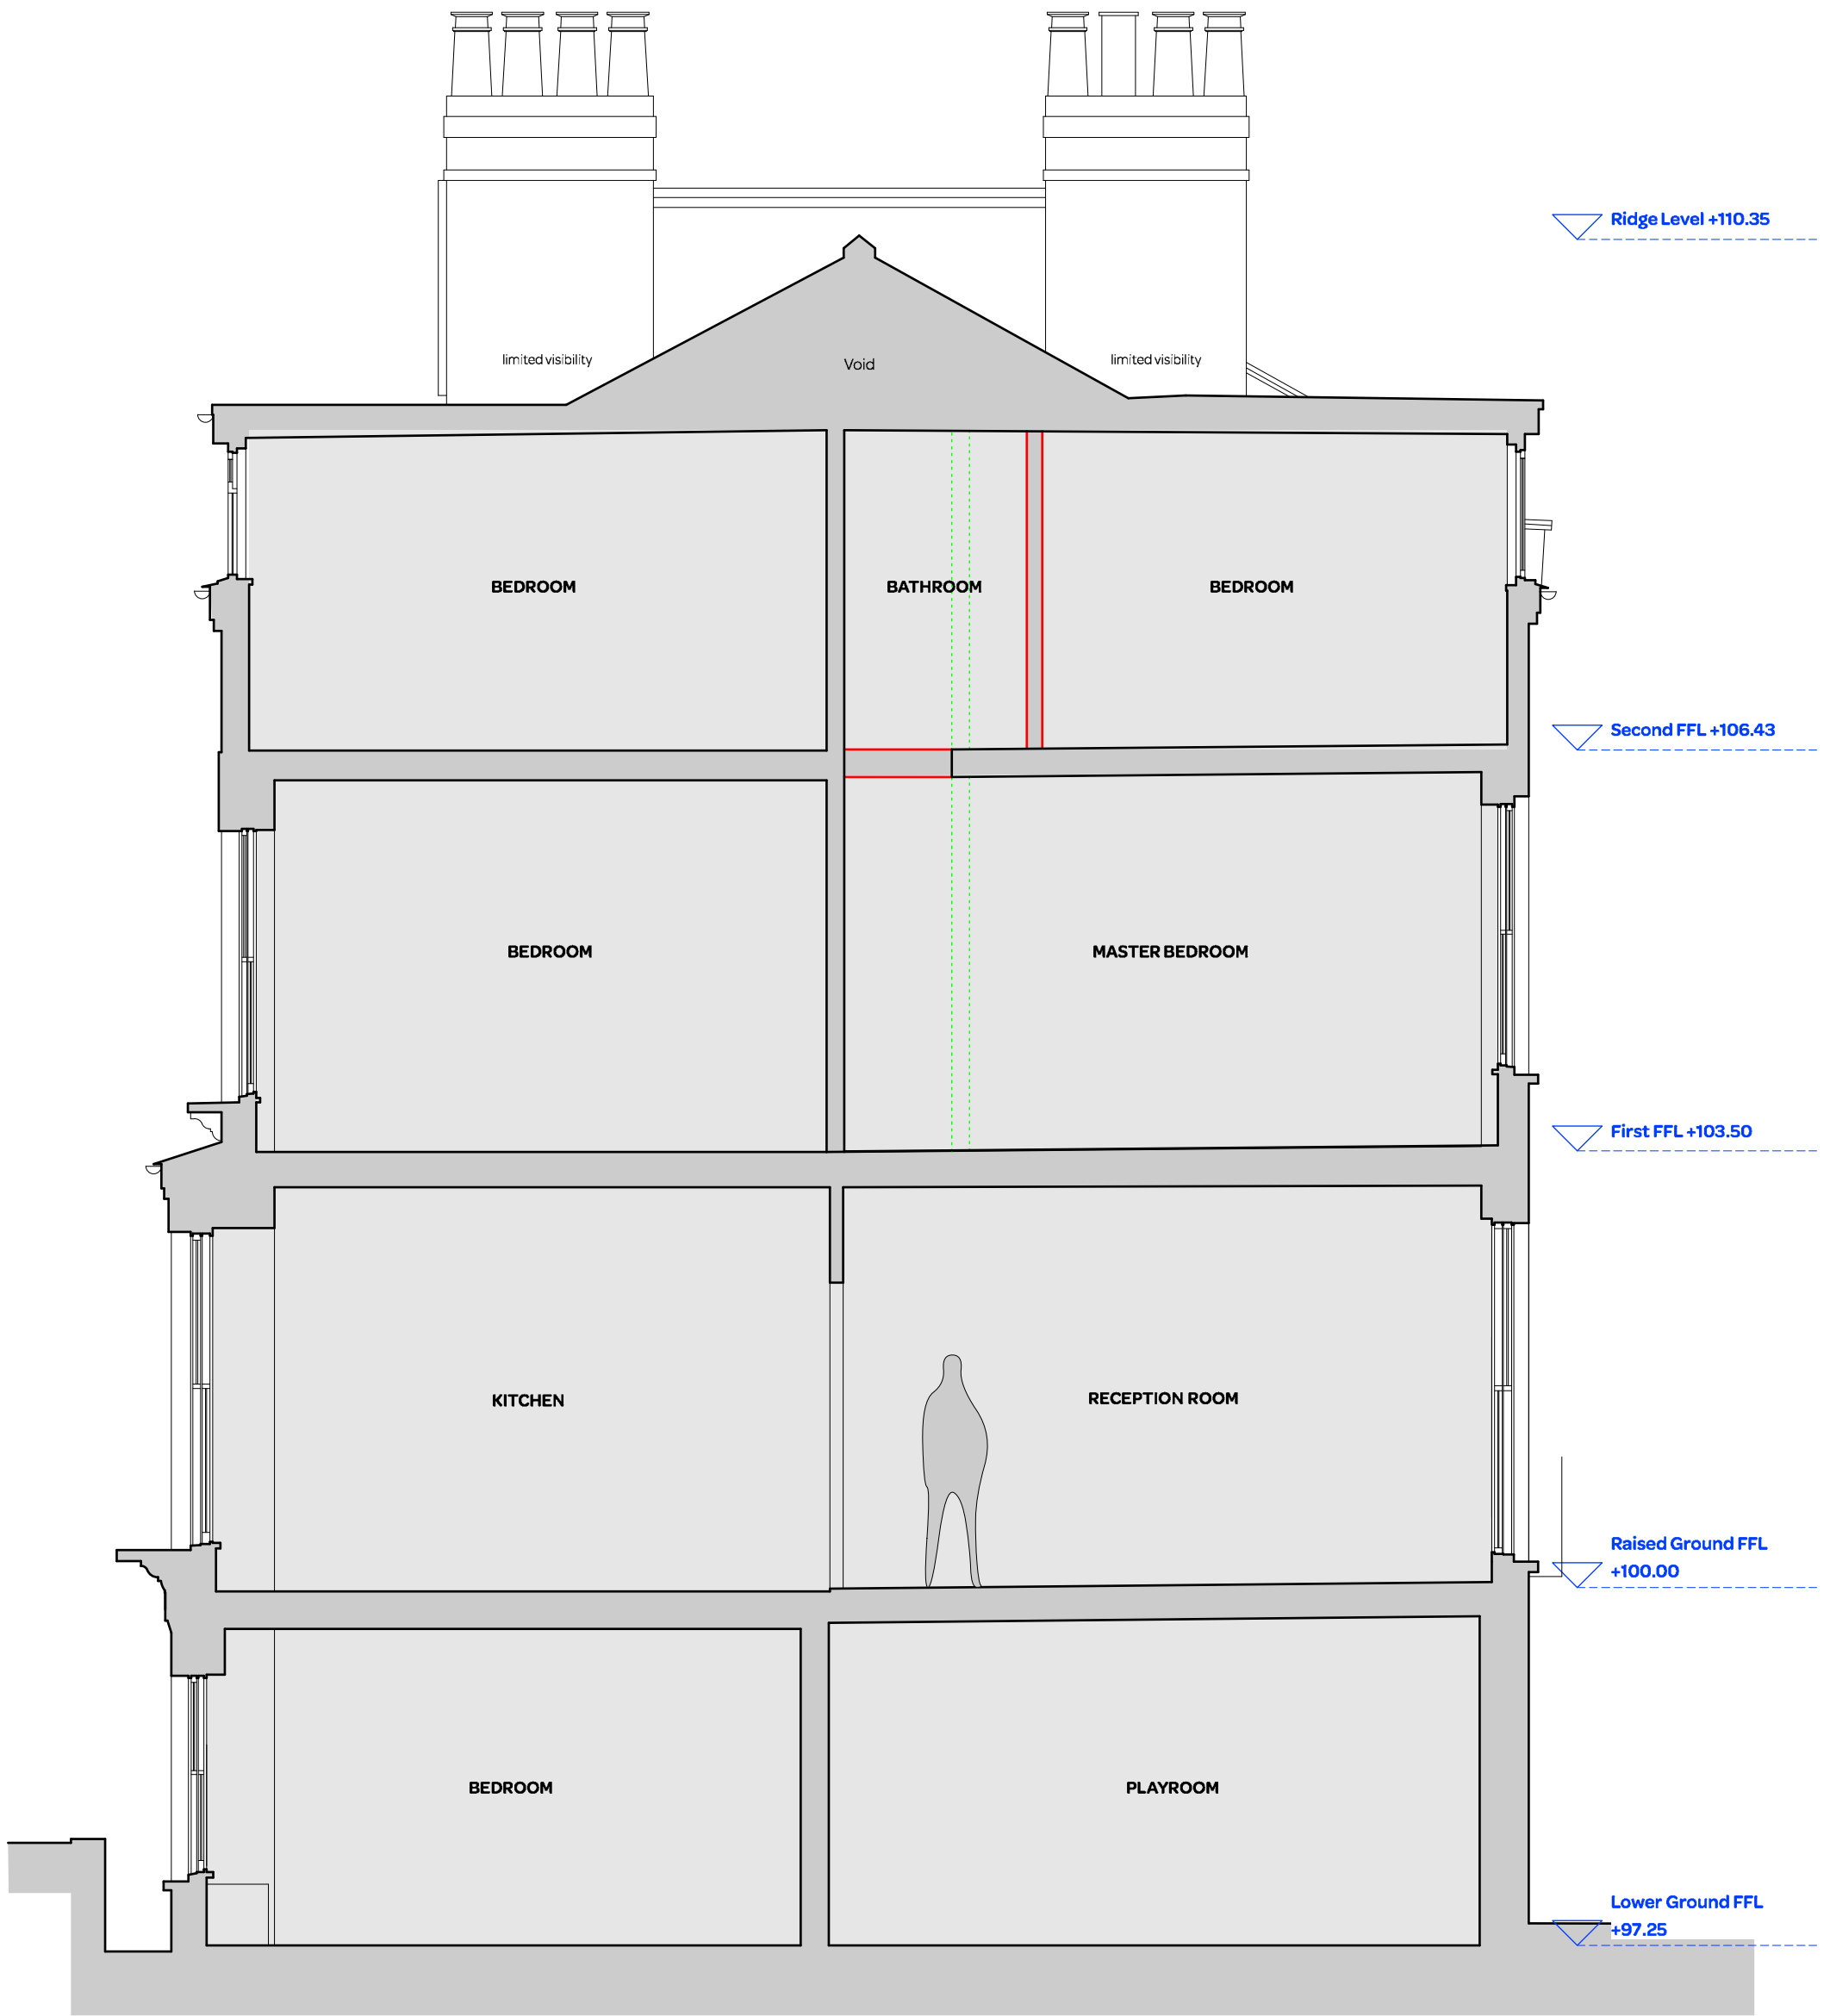 Ridge Level +110.35
limited visibility
Void
limited visibility
BEDROOM
BATHROOM
BEDROOM
Second FFL +106.43
BEDROOM
MASTER BEDROOM
First FFL +103.50
KITCHEN
RECEPTION ROOM
Raised Ground FFL
+100.00
BEDROOM
PLAYROOM
Lower Ground FFL
+97.25